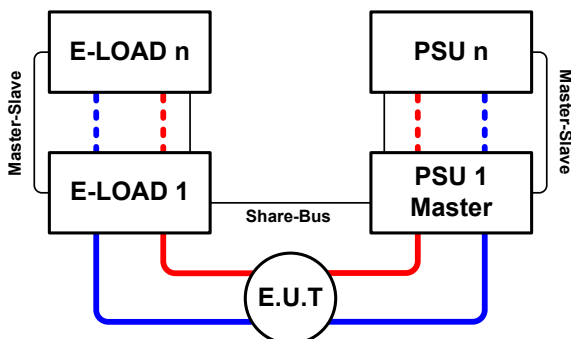 E-LOAD n
PSU n
Master-Slave
Master-Slave
E-LOAD 1
PSU 1
Master
Share-Bus
E.U.T